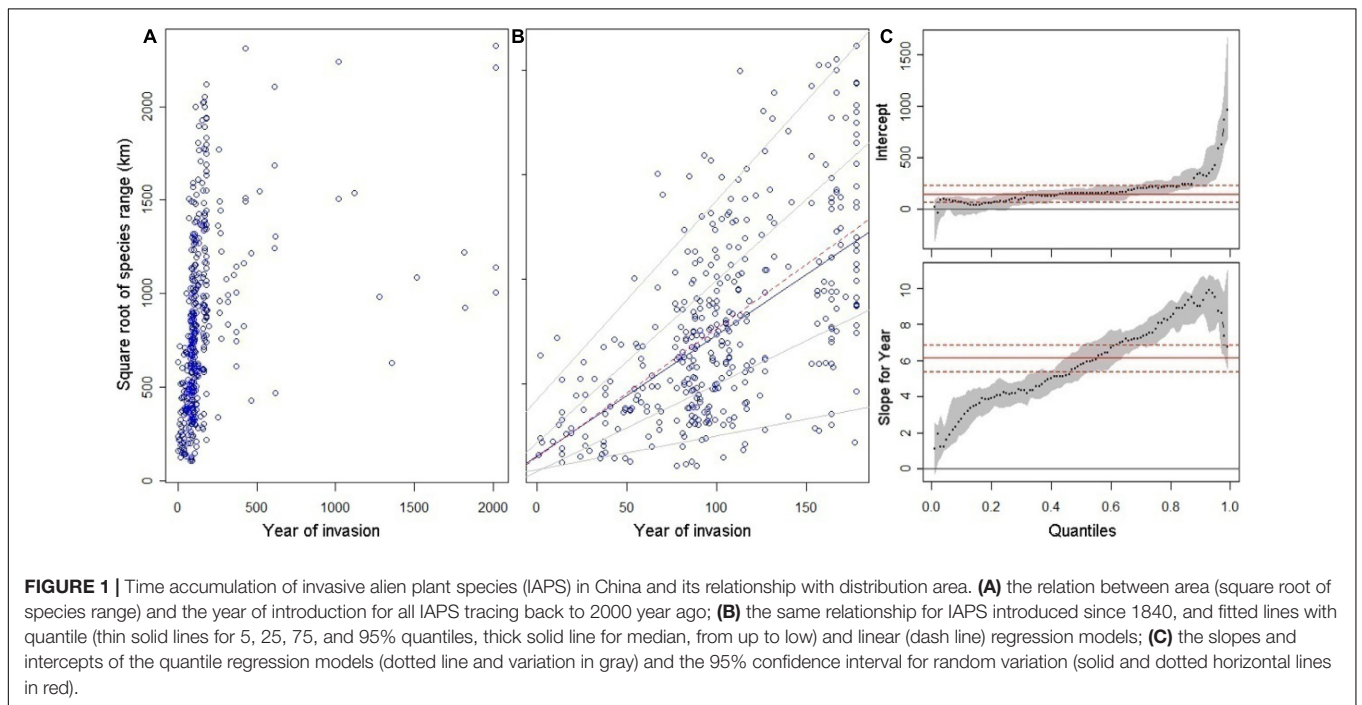 A
B
C
Square root of species range (km)
2000
1500
1000
500
0
0 500 1000 1500 2000
Year of invasion
0 50 100 150
Year of invasion
Intercept
1500
1000
500
0
Slope for Year
10
8
6
4
2
0
0.0 0.2 0.4 0.6 0.8 1.0
Quantiles
FIGURE 1 | Time accumulation of invasive alien plant species (IAPS) in China and its relationship with distribution area. (A) the relation between area (square root of
species range) and the year of introduction for all IAPS tracing back to 2000 year ago; (B) the same relationship for IAPS introduced since 1840, and fitted lines with
quantile (thin solid lines for 5, 25, 75, and 95% quantiles, thick solid line for median, from up to low) and linear (dash line) regression models; (C) the slopes and
intercepts of the quantile regression models (dotted line and variation in gray) and the 95% confidence interval for random variation (solid and dotted horizontal lines
in red).